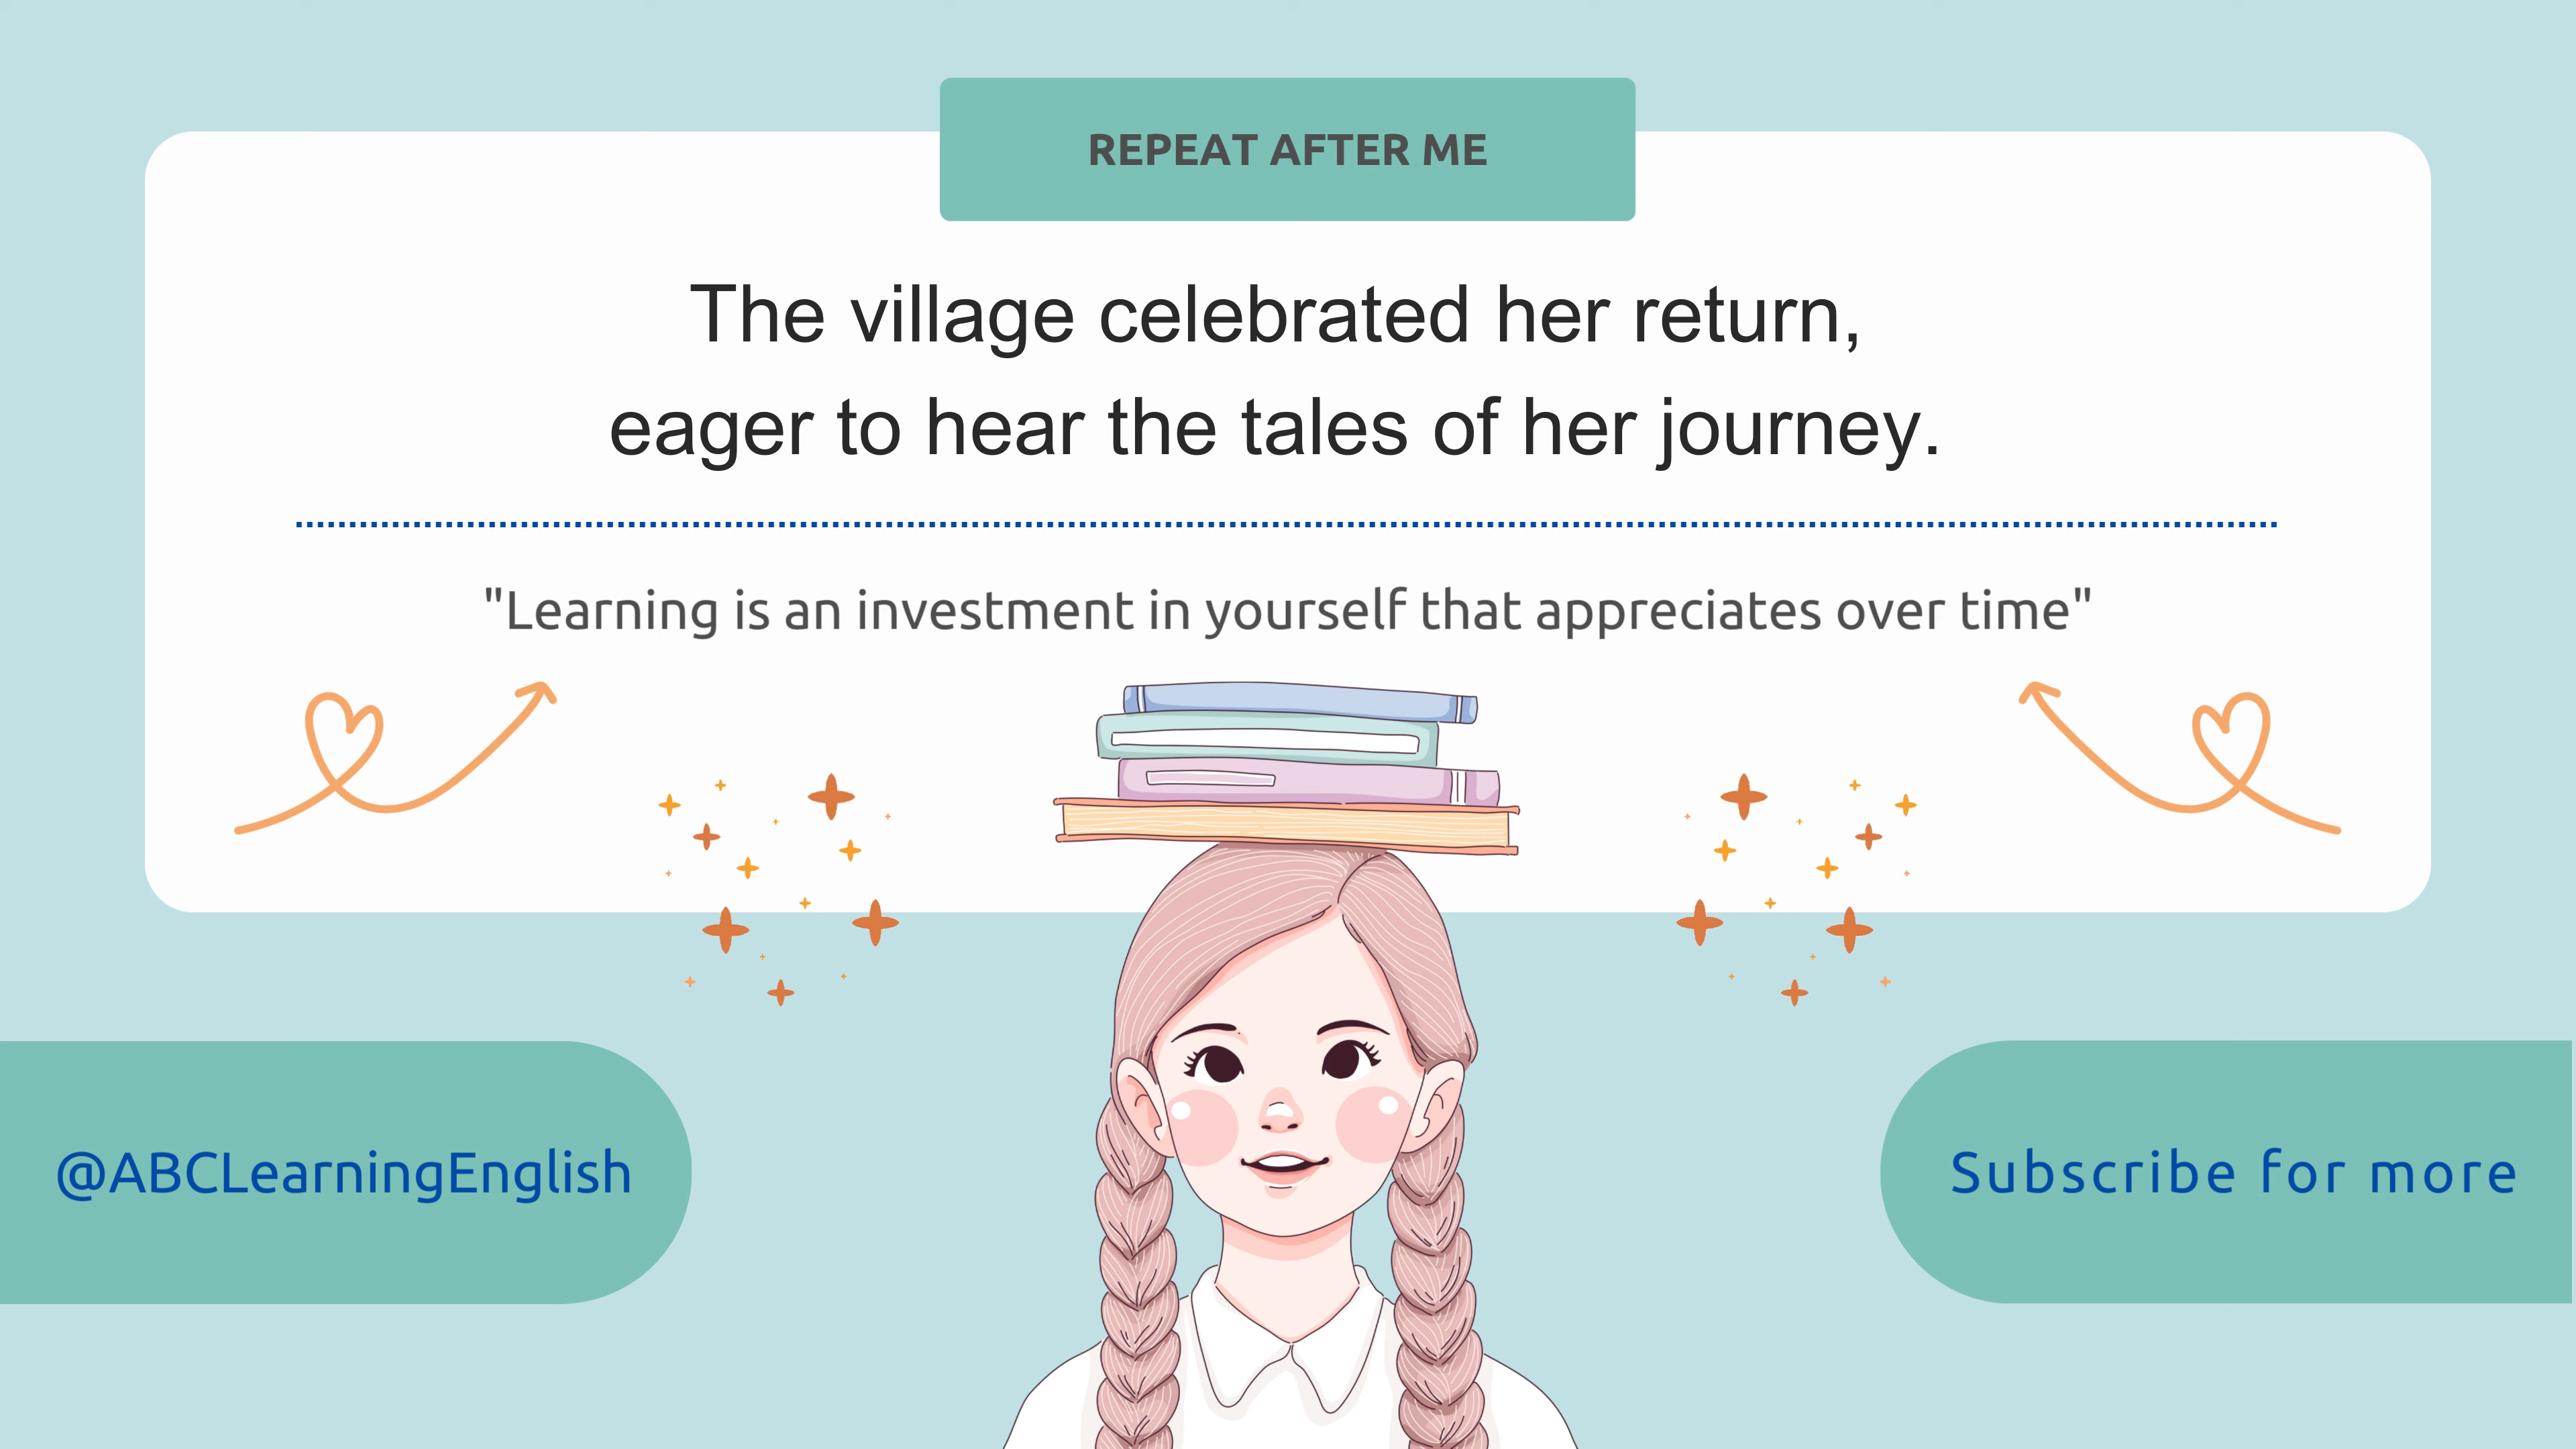 REPEAT AFTER ME
The village celebrated her return,
eager to hear the tales of her journey.
"Learning is an investment in yourself that appreciates over time"
@ABCLearningEnglish
Subscribe for more